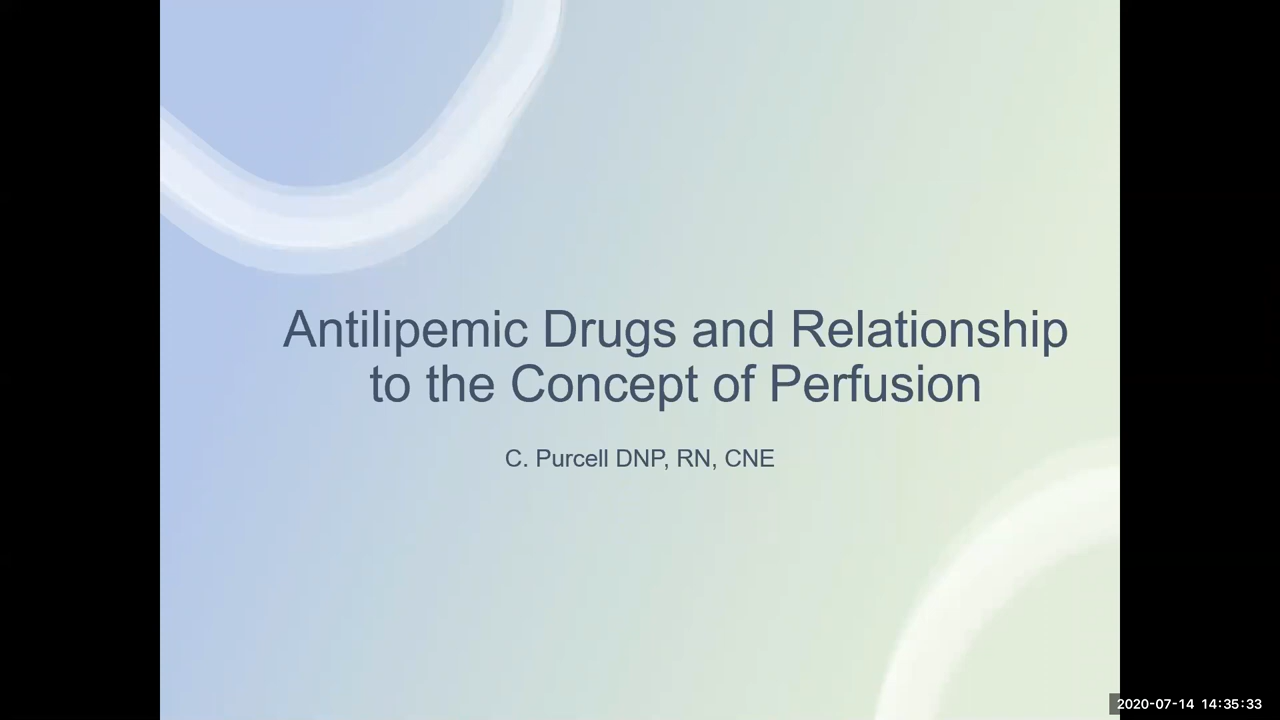 Antilipemic Drugs and Relationship
to the Concept of Perfusion
C. Purcell DNP, RN, CNE
2020-07-14 14:35:33